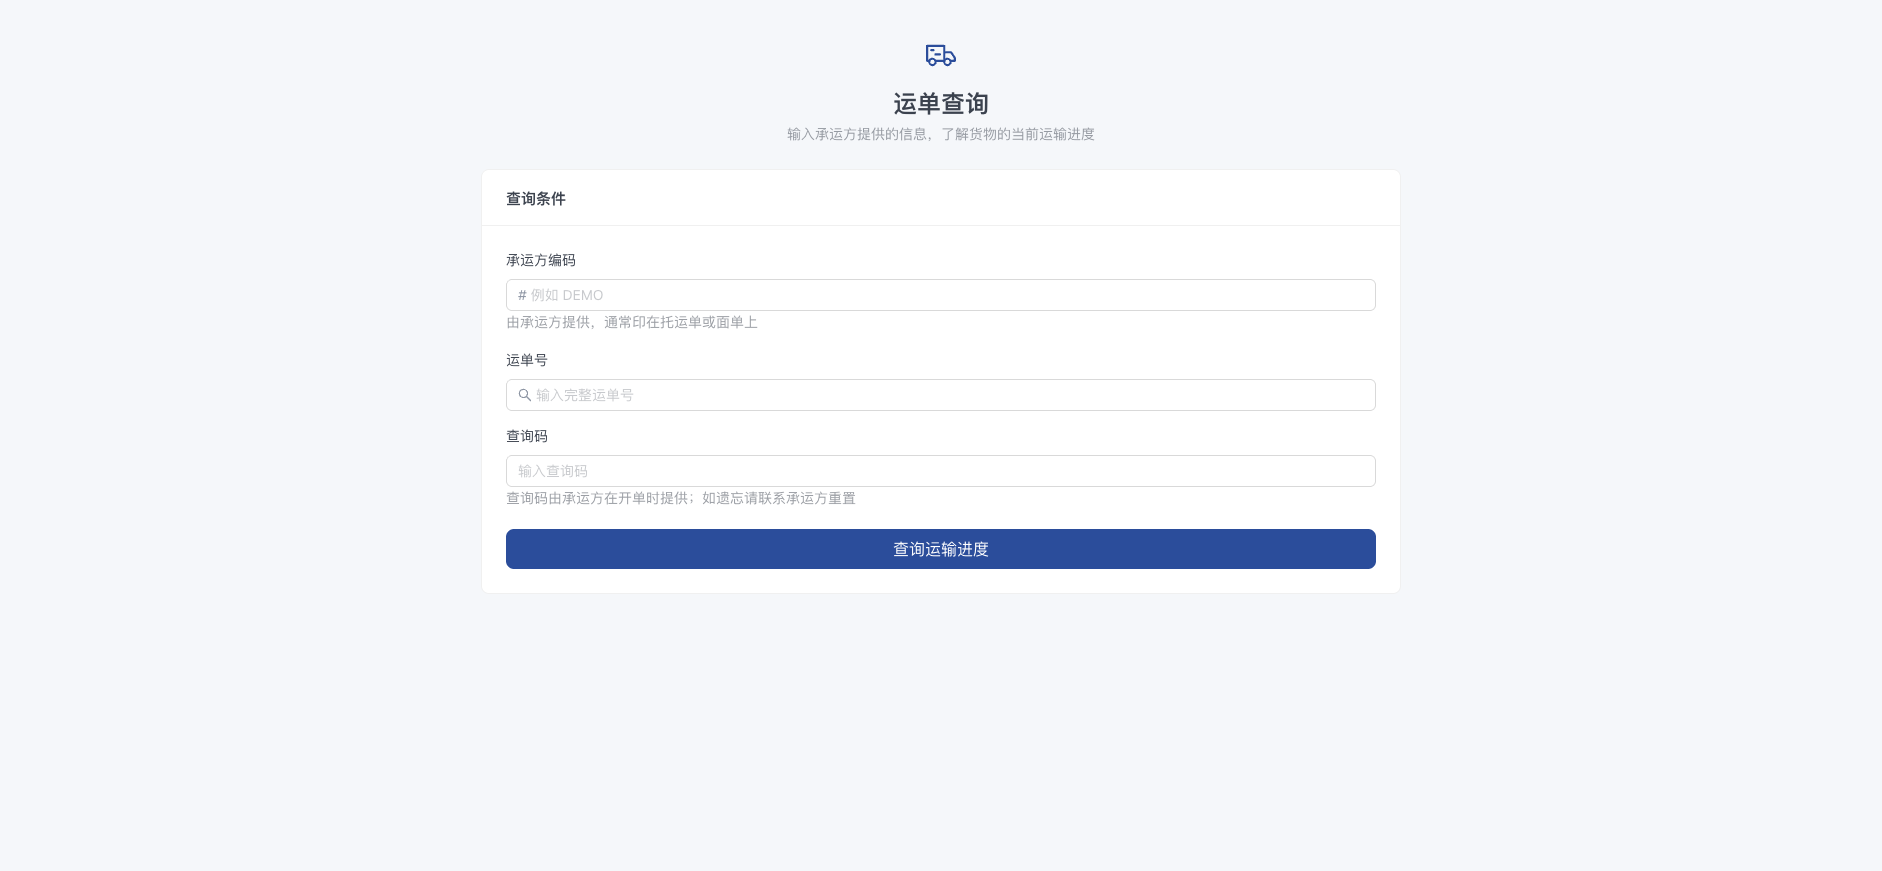 运单查询
输入承运方提供的信息，了解货物的当前运输进度
查询条件
承运方编码
# 例如 DEMO
由承运方提供，通常印在托运单或面单上
运单号
输入完整运单号
查询码
输入查询码
查询码由承运方在开单时提供；如遗忘请联系承运方重置
查询运输进度